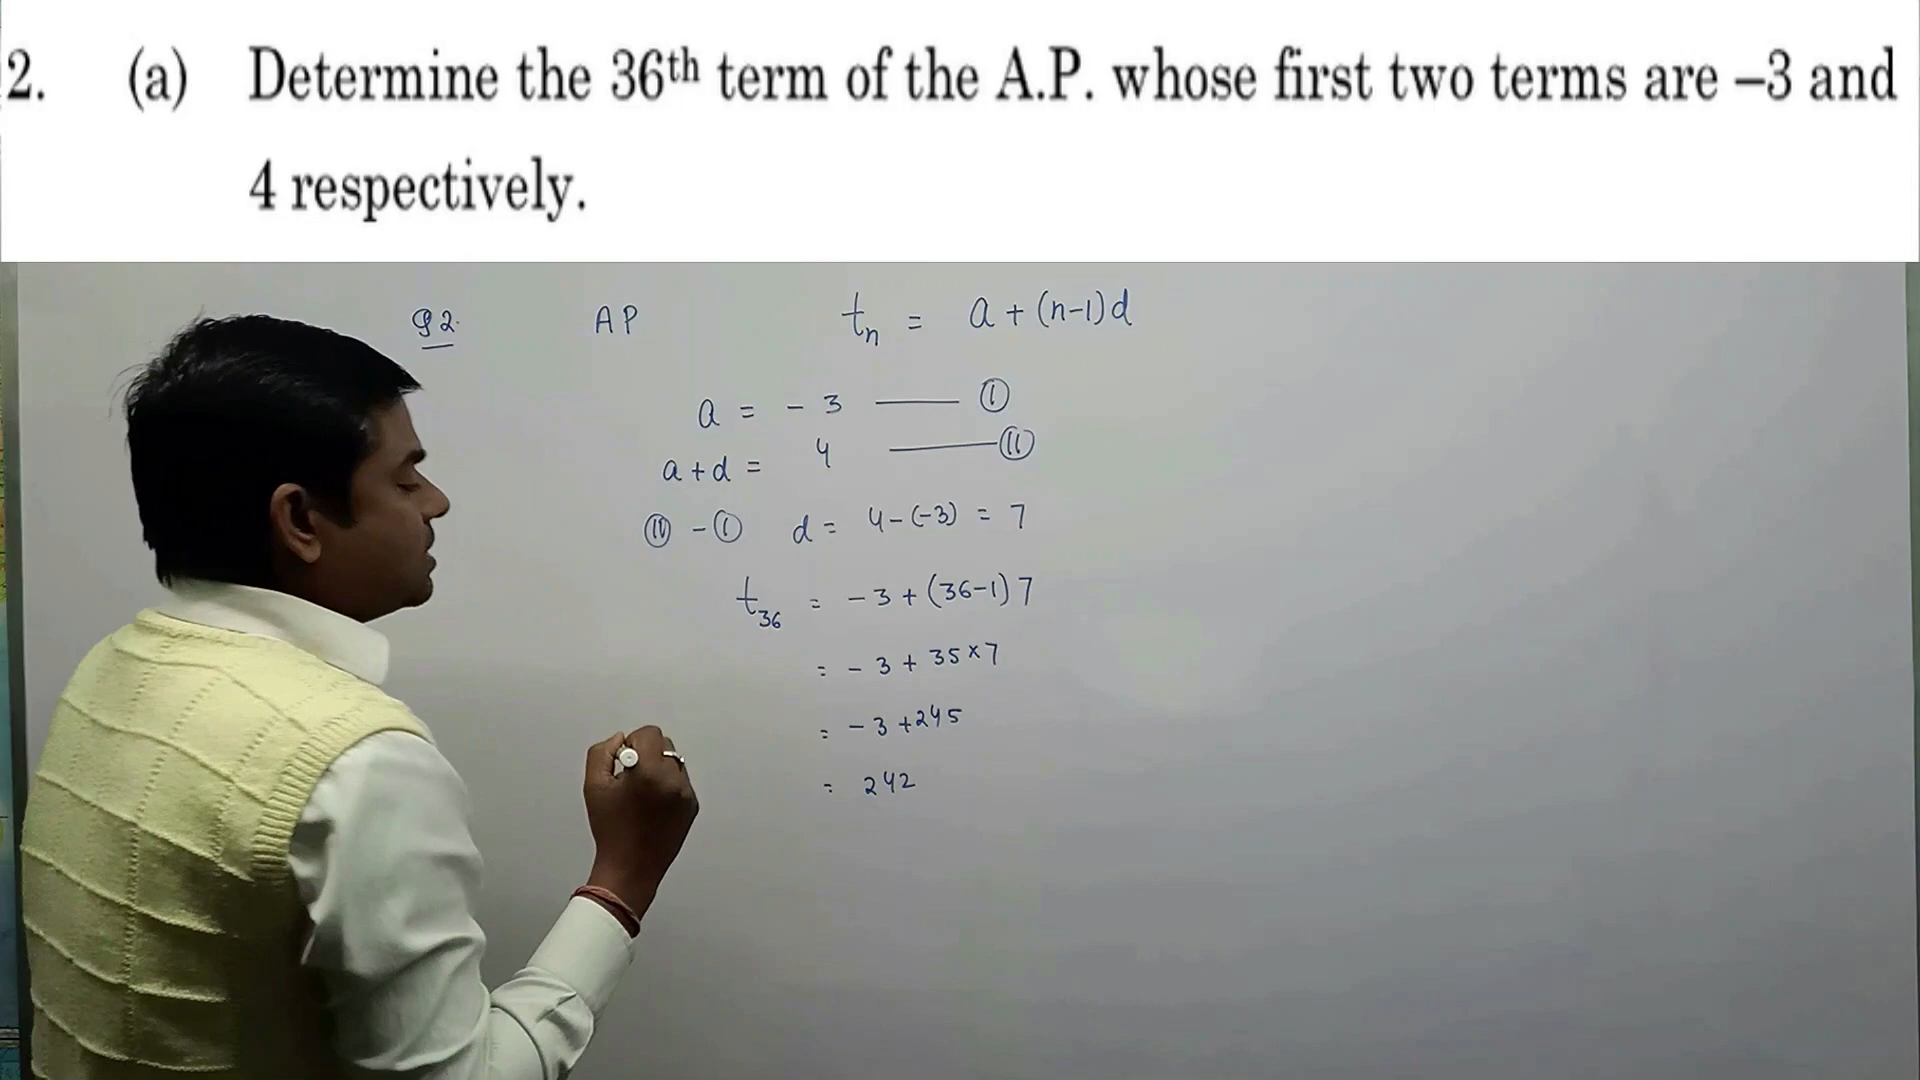 2. (a) Determine the 36th term of the A.P. whose first two terms are –3 and
4 respectively.
Q2. AP tn = a + (n-1)d
a = - 3 —— (I)
a + d = 4 —— (II)
(II) - (I) d = 4 - (-3) = 7
t36 = - 3 + (36-1) 7
= - 3 + 35 × 7
= - 3 + 245
= 242